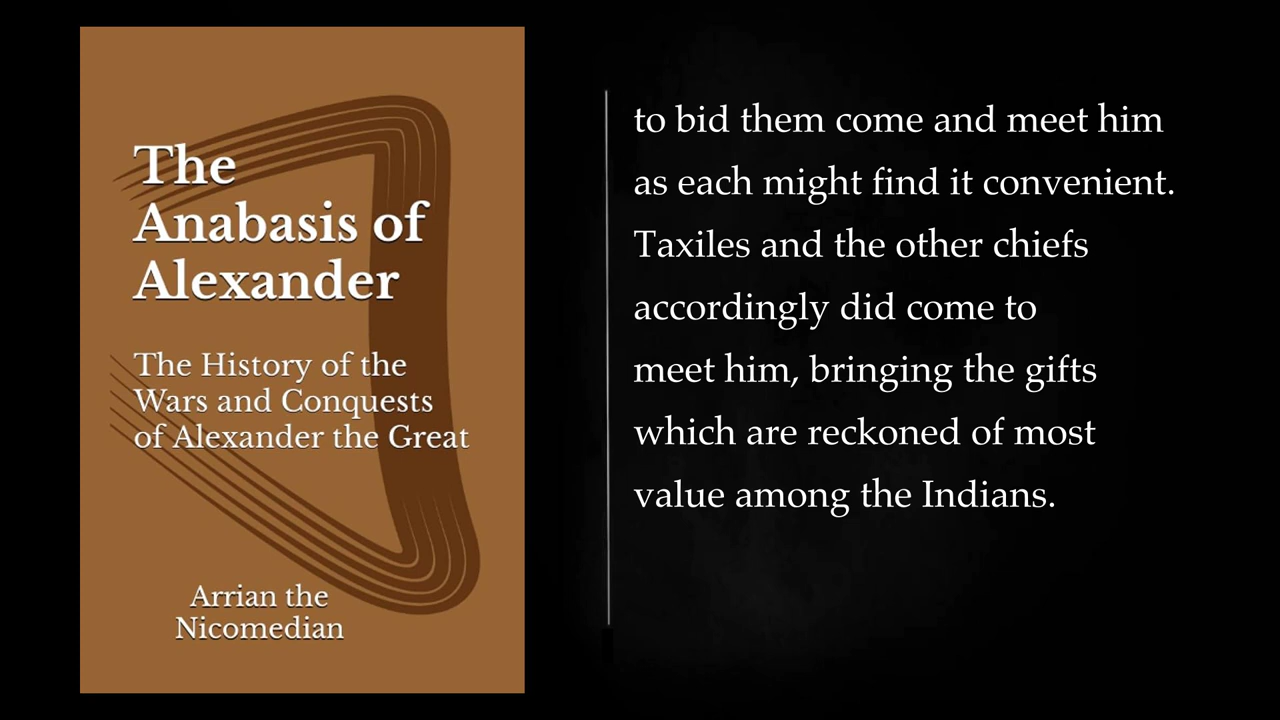 The
Anabasis of
Alexander
The History of the
Wars and Conquests
of Alexander the Great
Arrian the
Nicomedian
to bid them come and meet him
as each might find it convenient.
Taxiles and the other chiefs
accordingly did come to
meet him, bringing the gifts
which are reckoned of most
value among the Indians.